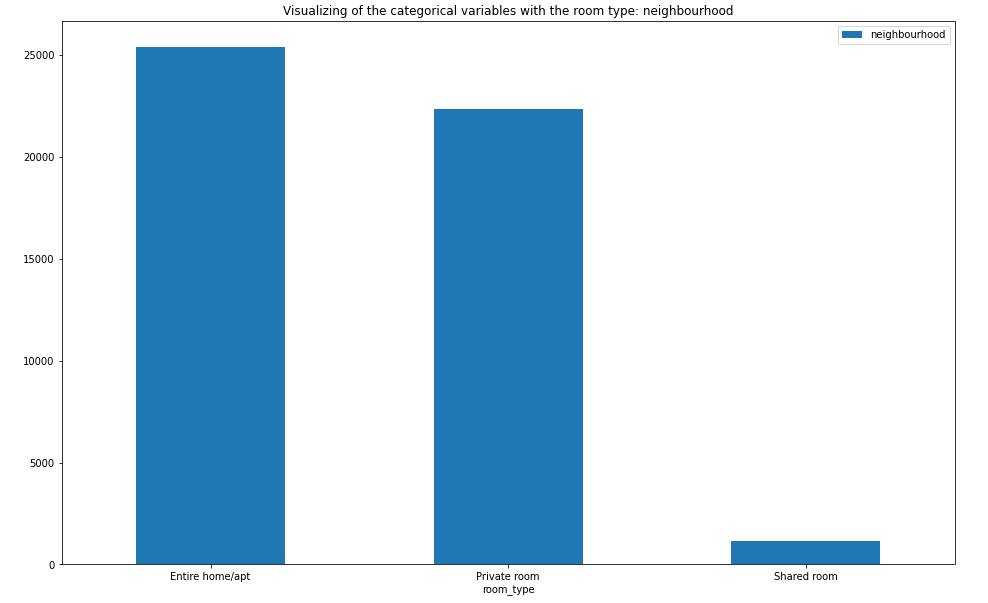 Visualizing of the categorical variables with the room type: neighbourhood
neighbourhood
25000
20000
15000
10000
5000
0
Entire home/apt
Private room
Shared room
room_type